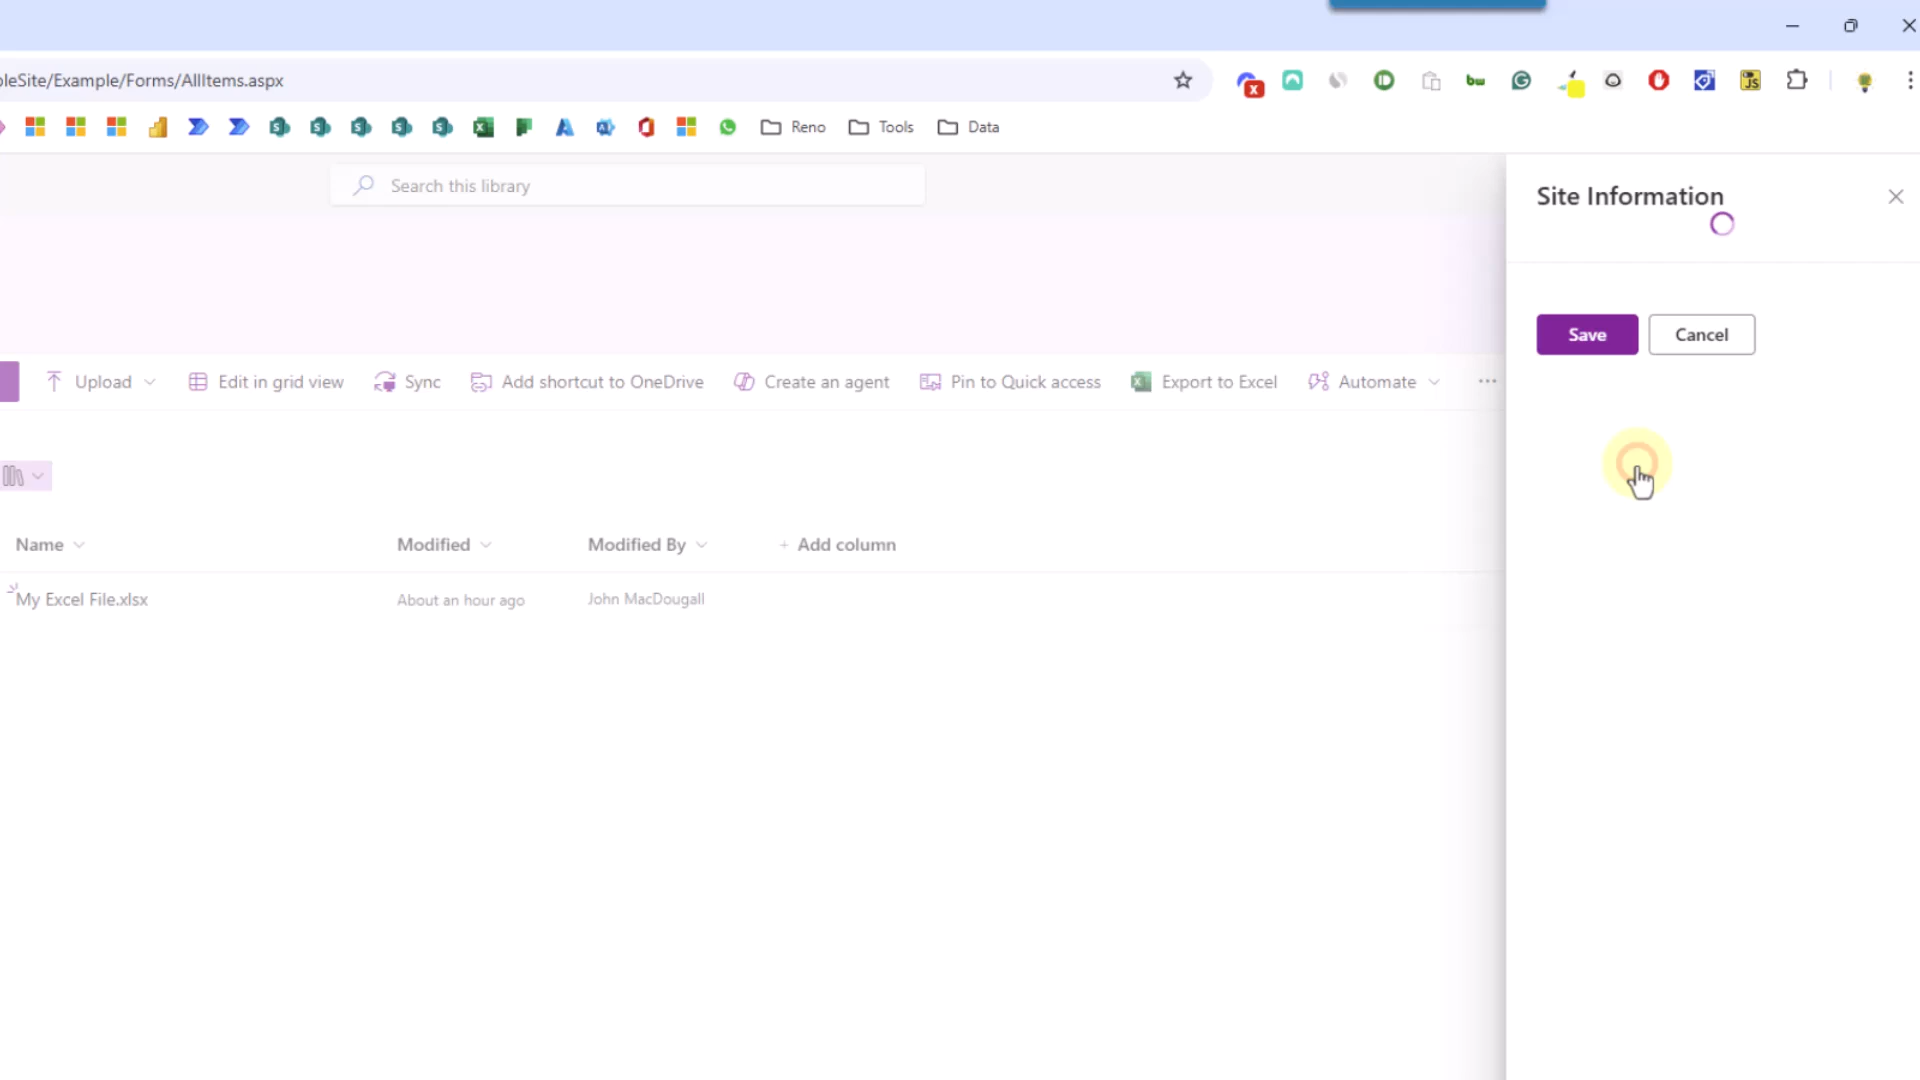 oleSite/Example/Forms/AllItems.aspx
Reno
Tools
Data
Search this library
Site Information
Save
Cancel
Upload
Edit in grid view
Sync
Add shortcut to OneDrive
Create an agent
Pin to Quick access
Export to Excel
Automate
Name
Modified
Modified By
+ Add column
My Excel File.xlsx
About an hour ago
John MacDougall